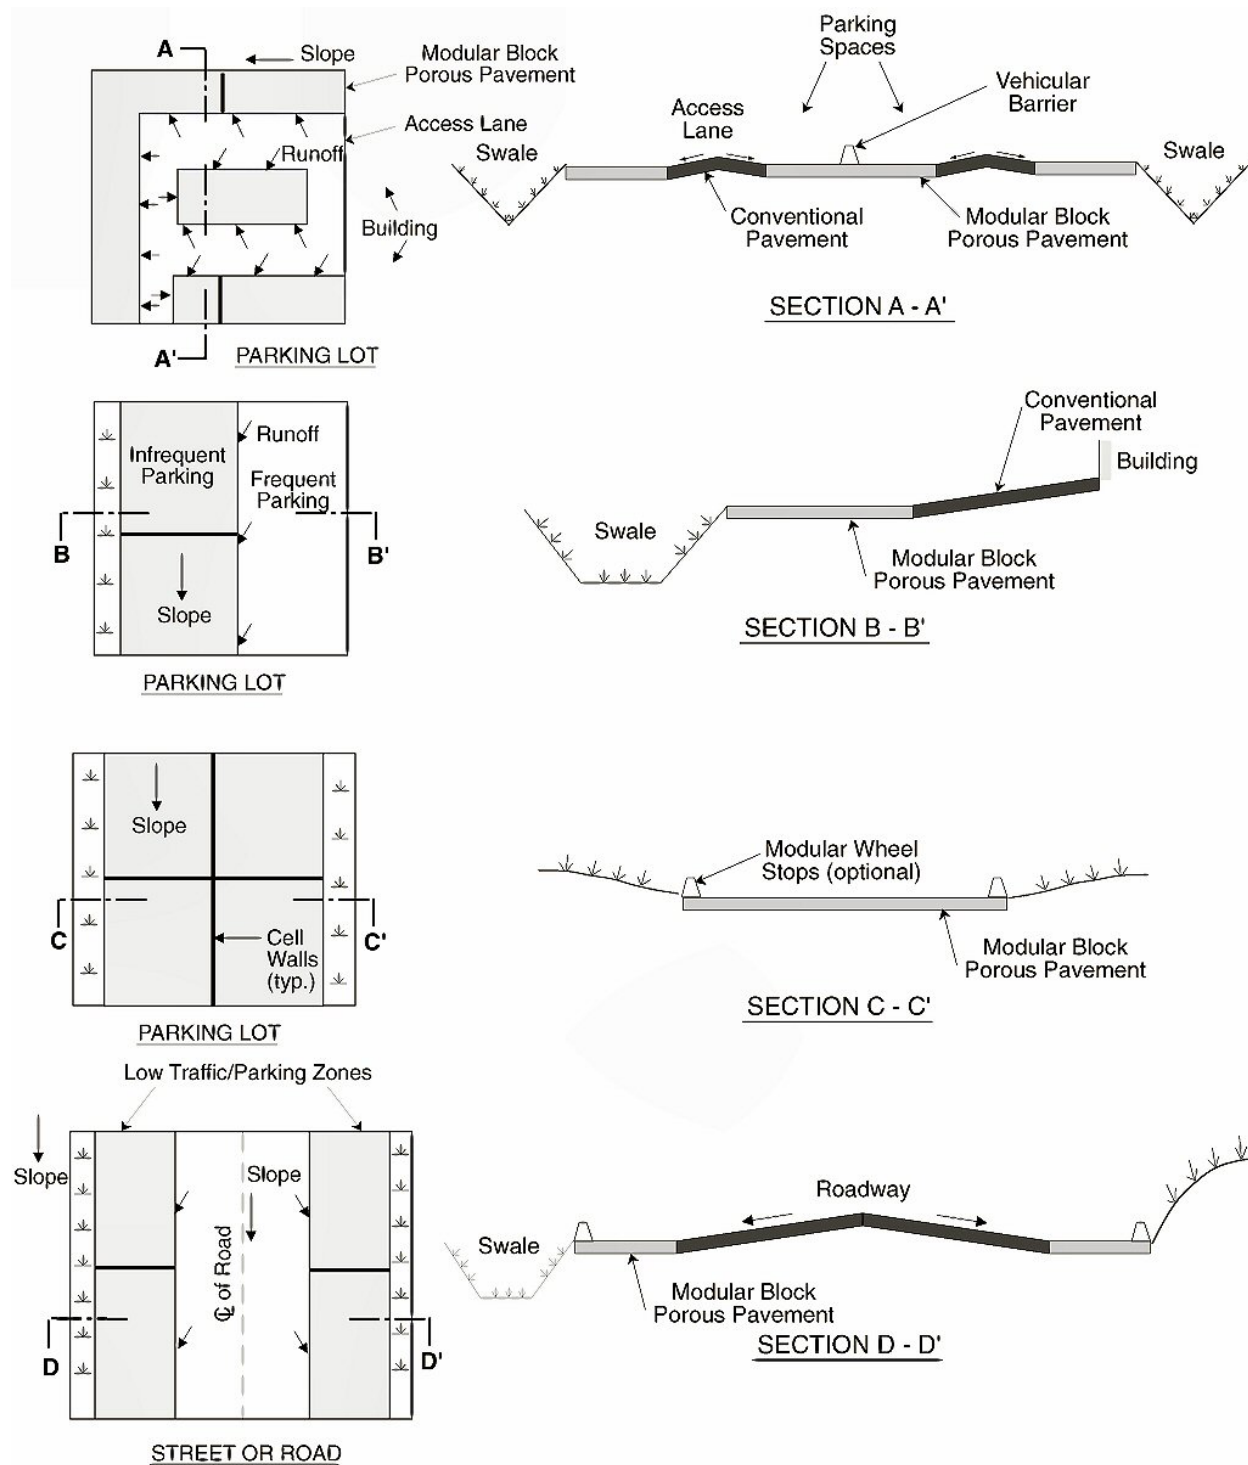 A
Slope
Modular Block
Porous Pavement
Access Lane
Runoff
Building
A'
PARKING LOT
Parking
Spaces
Vehicular
Barrier
Access
Lane
Swale
Swale
Conventional
Pavement
Modular Block
Porous Pavement
SECTION A - A'
Infrequent
Parking
Runoff
Frequent
Parking
B
B'
Slope
PARKING LOT
Conventional
Pavement
Building
Swale
Modular Block
Porous Pavement
SECTION B - B'
Slope
C
C'
Cell
Walls
(typ.)
PARKING LOT
Modular Wheel
Stops (optional)
Modular Block
Porous Pavement
SECTION C - C'
Low Traffic/Parking Zones
Slope
Slope
℄ of Road
D
D'
STREET OR ROAD
Roadway
Swale
Modular Block
Porous Pavement
SECTION D - D'